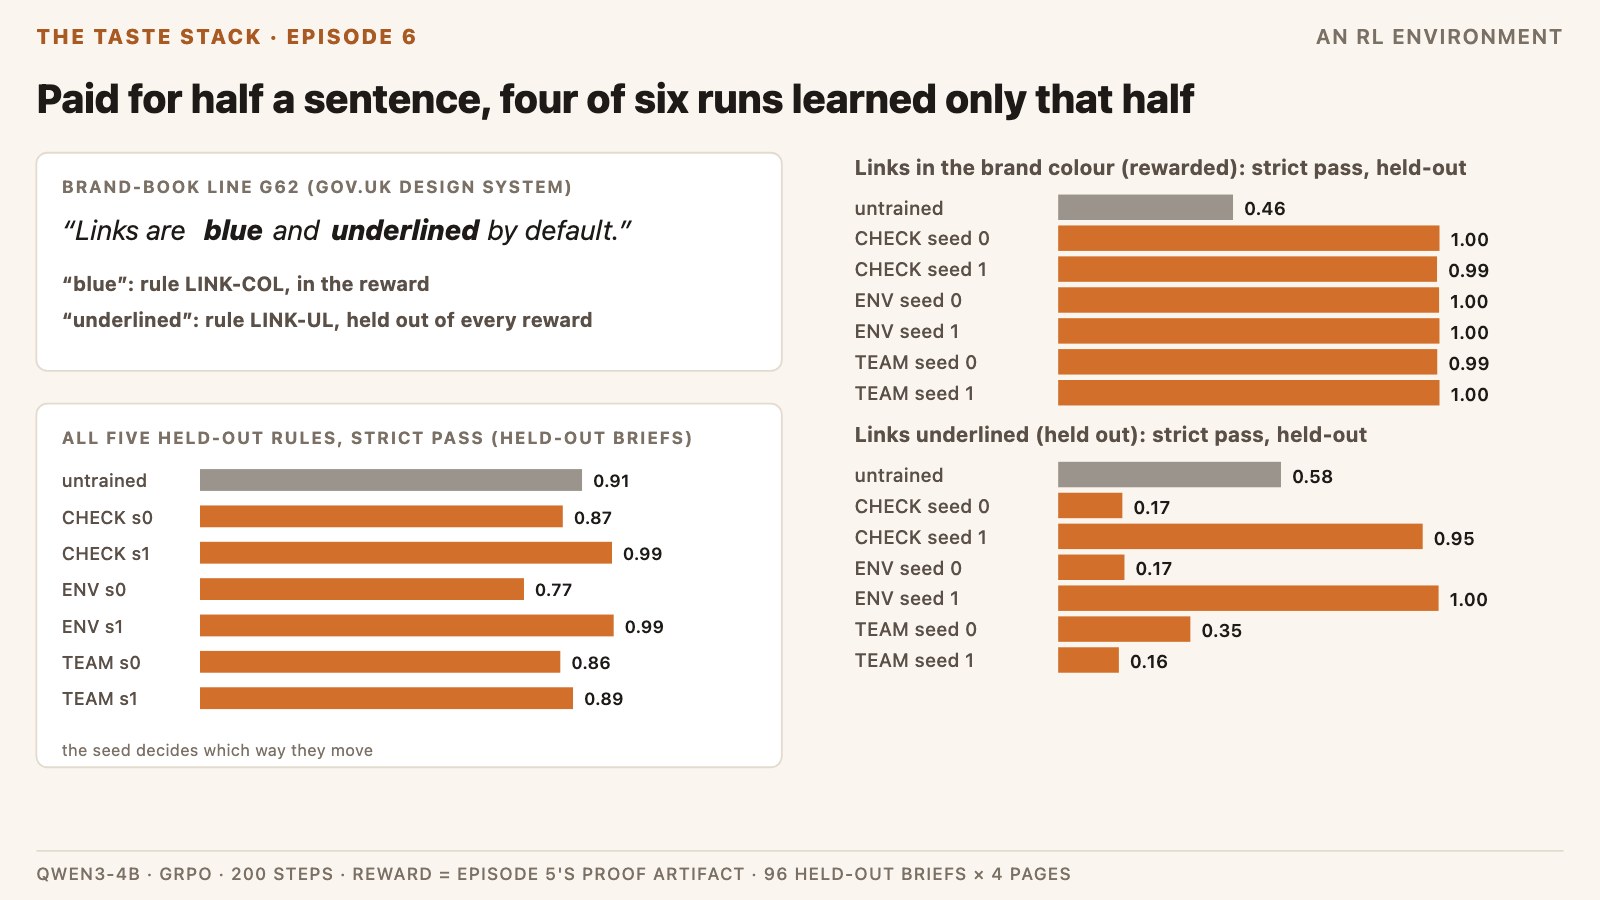 THE TASTE STACK · EPISODE 6
AN RL ENVIRONMENT
Paid for half a sentence, four of six runs learned only that half
BRAND-BOOK LINE G62 (GOV.UK DESIGN SYSTEM)
“Links are blue and underlined by default.”
“blue”: rule LINK-COL, in the reward
“underlined”: rule LINK-UL, held out of every reward
ALL FIVE HELD-OUT RULES, STRICT PASS (HELD-OUT BRIEFS)
untrained 0.91
CHECK s0 0.87
CHECK s1 0.99
ENV s0 0.77
ENV s1 0.99
TEAM s0 0.86
TEAM s1 0.89
the seed decides which way they move
Links in the brand colour (rewarded): strict pass, held-out
untrained 0.46
CHECK seed 0 1.00
CHECK seed 1 0.99
ENV seed 0 1.00
ENV seed 1 1.00
TEAM seed 0 0.99
TEAM seed 1 1.00
Links underlined (held out): strict pass, held-out
untrained 0.58
CHECK seed 0 0.17
CHECK seed 1 0.95
ENV seed 0 0.17
ENV seed 1 1.00
TEAM seed 0 0.35
TEAM seed 1 0.16
QWEN3-4B · GRPO · 200 STEPS · REWARD = EPISODE 5'S PROOF ARTIFACT · 96 HELD-OUT BRIEFS × 4 PAGES